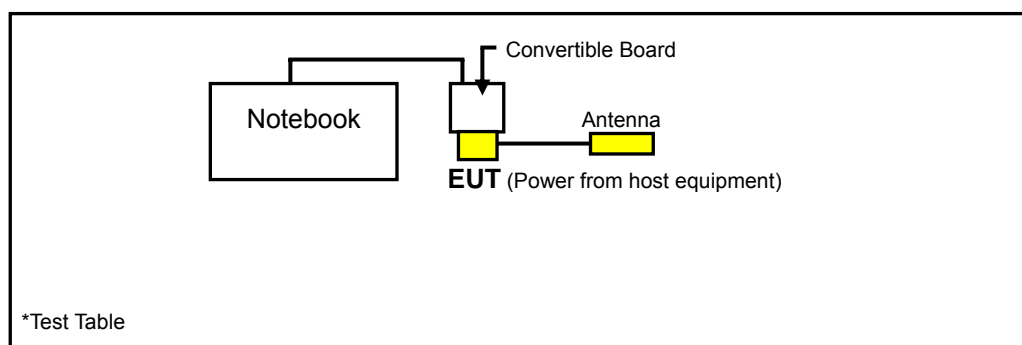 Convertible Board
Notebook
Antenna
EUT (Power from host equipment)
*Test Table